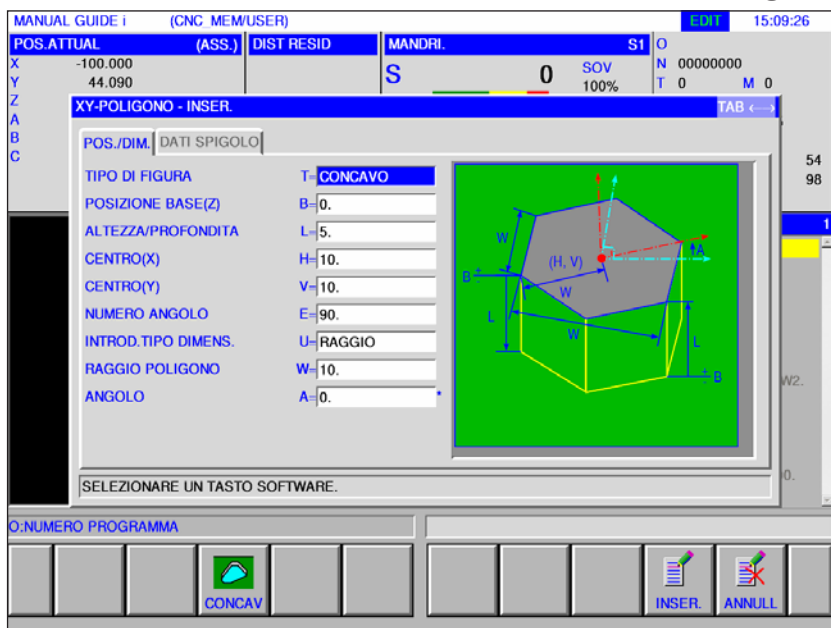 MANUAL GUIDE i (CNC_MEM/USER) EDIT 15:09:26
POS.ATTUAL (ASS.) DIST RESID MANDRI. S1 O
X -100.000 S 0 SOV 100% N 00000000
Y 44.090 T 0 M 0
Z
A
B
C
54
98
XY-POLIGONO - INSER. TAB ←→
POS./DIM. DATI SPIGOLO
TIPO DI FIGURA T=CONCAVO
POSIZIONE BASE(Z) B=0.
ALTEZZA/PROFONDITA L=5.
CENTRO(X) H=10.
CENTRO(Y) V=10.
NUMERO ANGOLO E=90.
INTROD.TIPO DIMENS. U=RAGGIO
RAGGIO POLIGONO W=10.
ANGOLO A=0. *
W
(H, V)
A
B + -
W
L
W
L
+ - B
1
W2.
0.
SELEZIONARE UN TASTO SOFTWARE.
O:NUMERO PROGRAMMA
CONCAV INSER. ANNULL